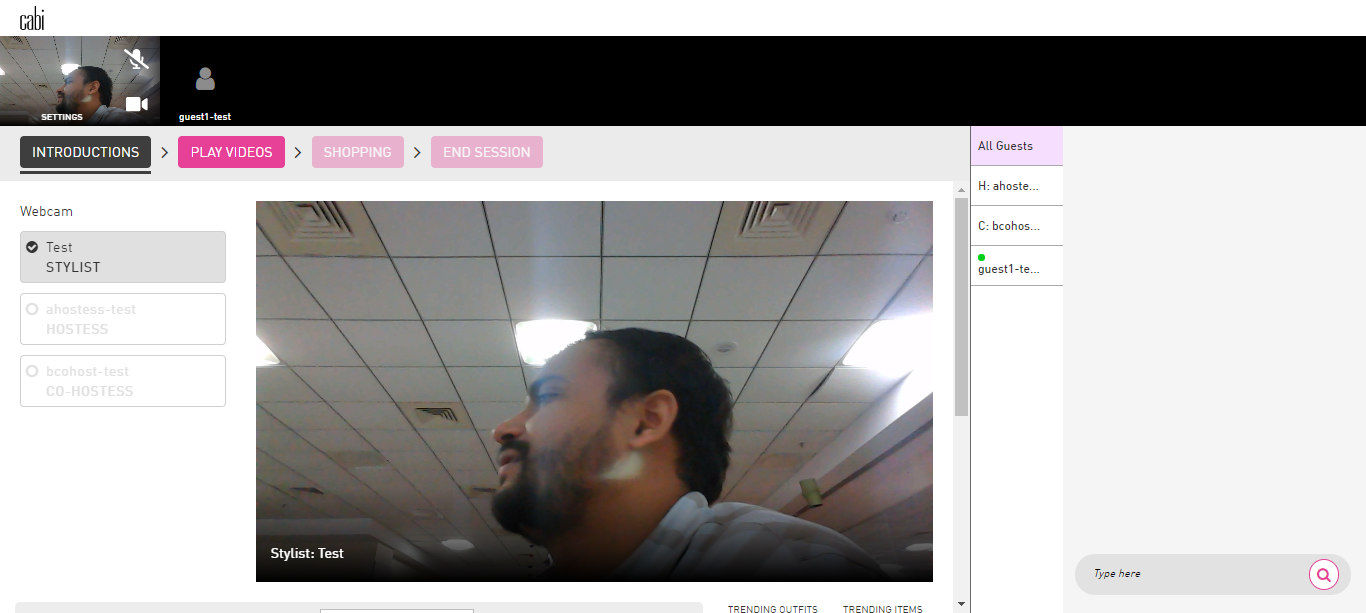 cabi
SETTINGS
guest1-test
INTRODUCTIONS
PLAY VIDEOS
SHOPPING
END SESSION
Webcam
Test
STYLIST
ahostess-test
HOSTESS
bcohost-test
CO-HOSTESS
Stylist: Test
TRENDING OUTFITS
TRENDING ITEMS
All Guests
H: ahoste...
C: bcohos...
guest1-te...
Type here